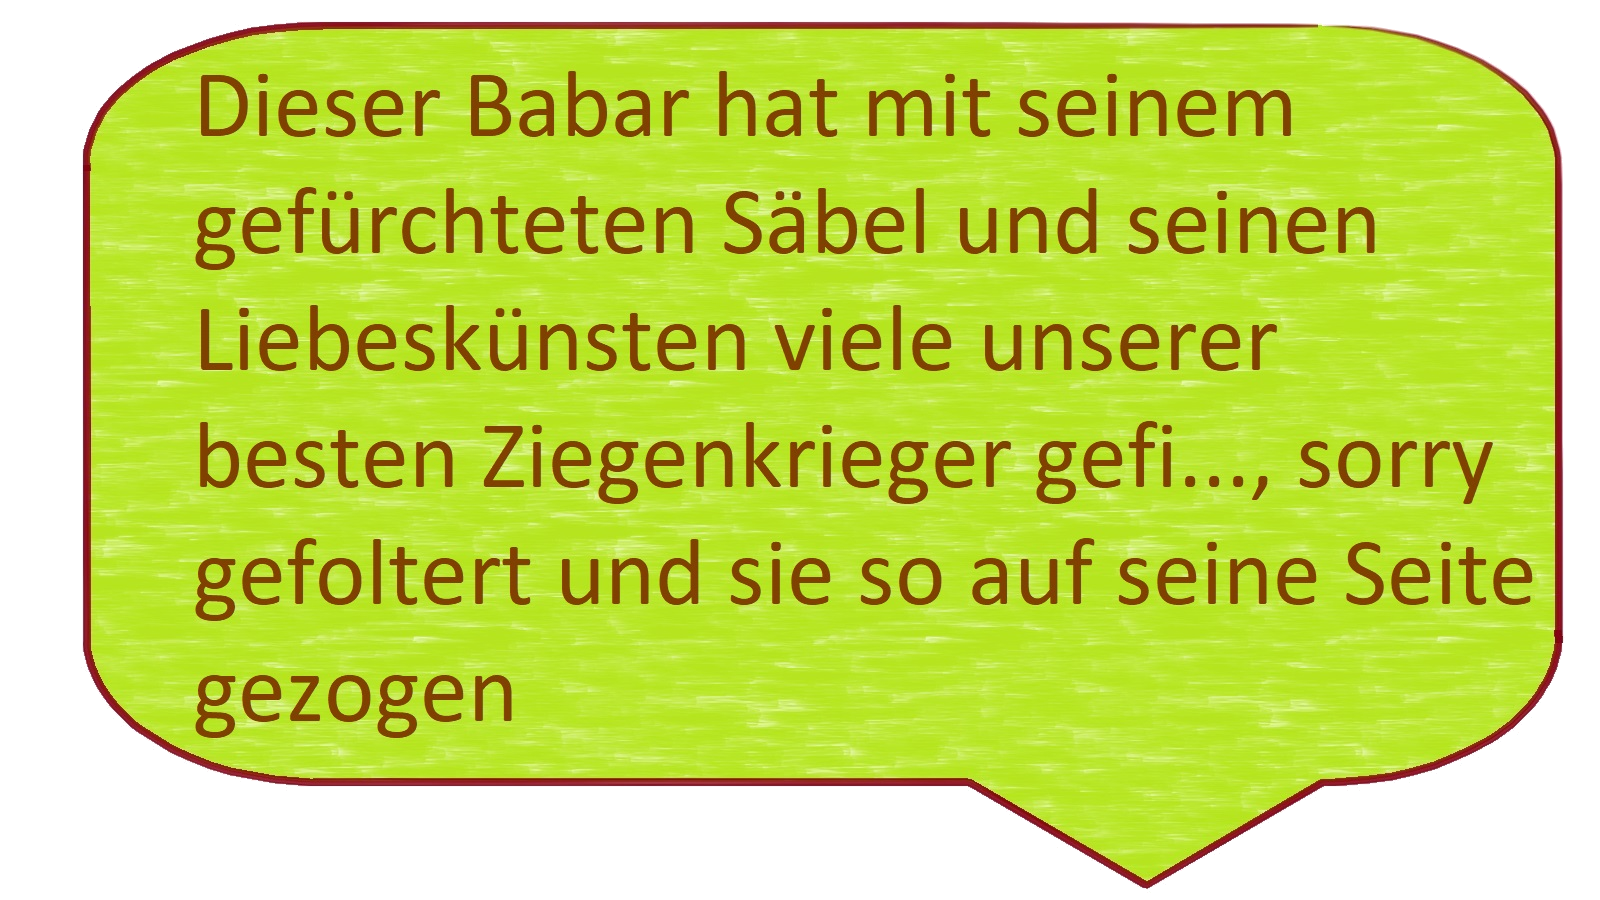 Dieser Babar hat mit seinem
gefürchteten Säbel und seinen
Liebeskünsten viele unserer
besten Ziegenkrieger gefi..., sorry
gefoltert und sie so auf seine Seite
gezogen